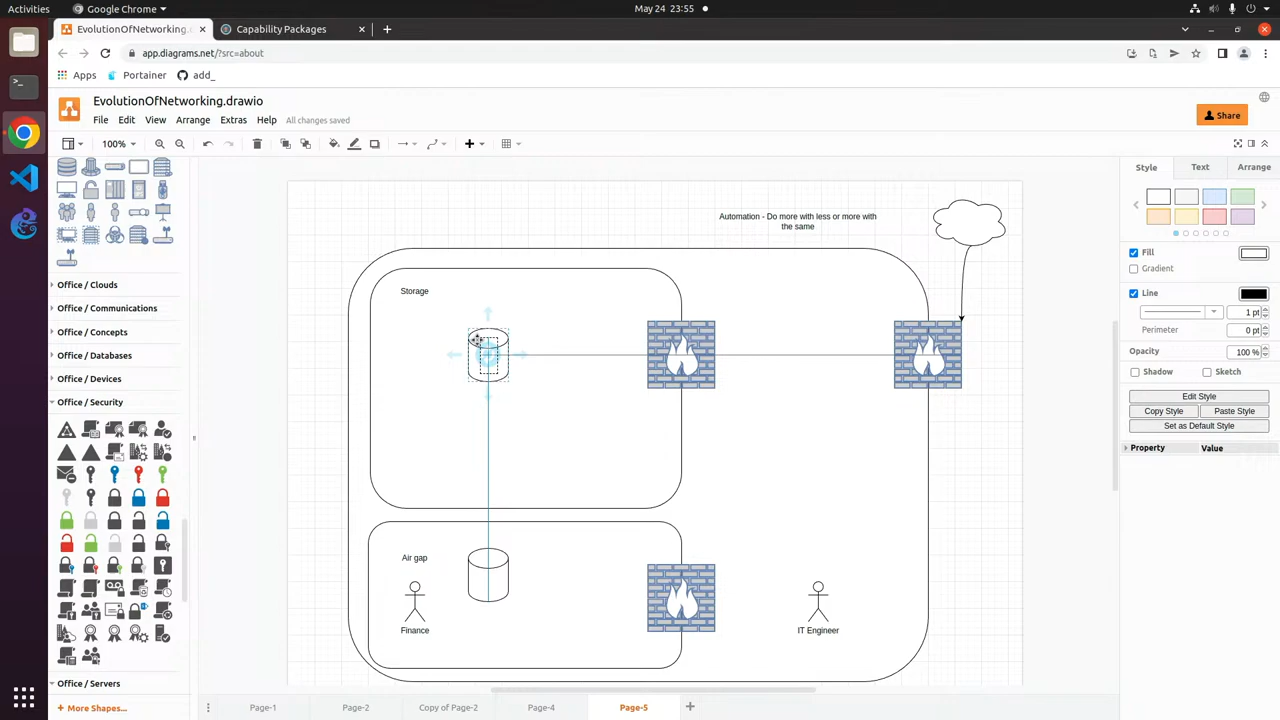 Activities
Google Chrome
May 24 23:55
EvolutionOfNetworking.c
Capability Packages
app.diagrams.net/?src=about
Apps
Portainer
add_
EvolutionOfNetworking.drawio
File
Edit
View
Arrange
Extras
Help
All changes saved
Share
100%
Style
Text
Arrange
Automation - Do more with less or more with
the same
Fill
Gradient
Office / Clouds
Storage
Line
Office / Communications
1 pt
Office / Concepts
Perimeter
0 pt
Office / Databases
Opacity
100 %
Office / Devices
Shadow
Sketch
Edit Style
Office / Security
Copy Style
Paste Style
Set as Default Style
Property
Value
Air gap
Finance
IT Engineer
Office / Servers
+ More Shapes...
Page-1
Page-2
Copy of Page-2
Page-4
Page-5